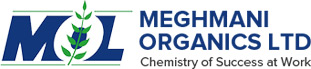 MOL
MEGHMANI
ORGANICS LTD
Chemistry of Success at Work